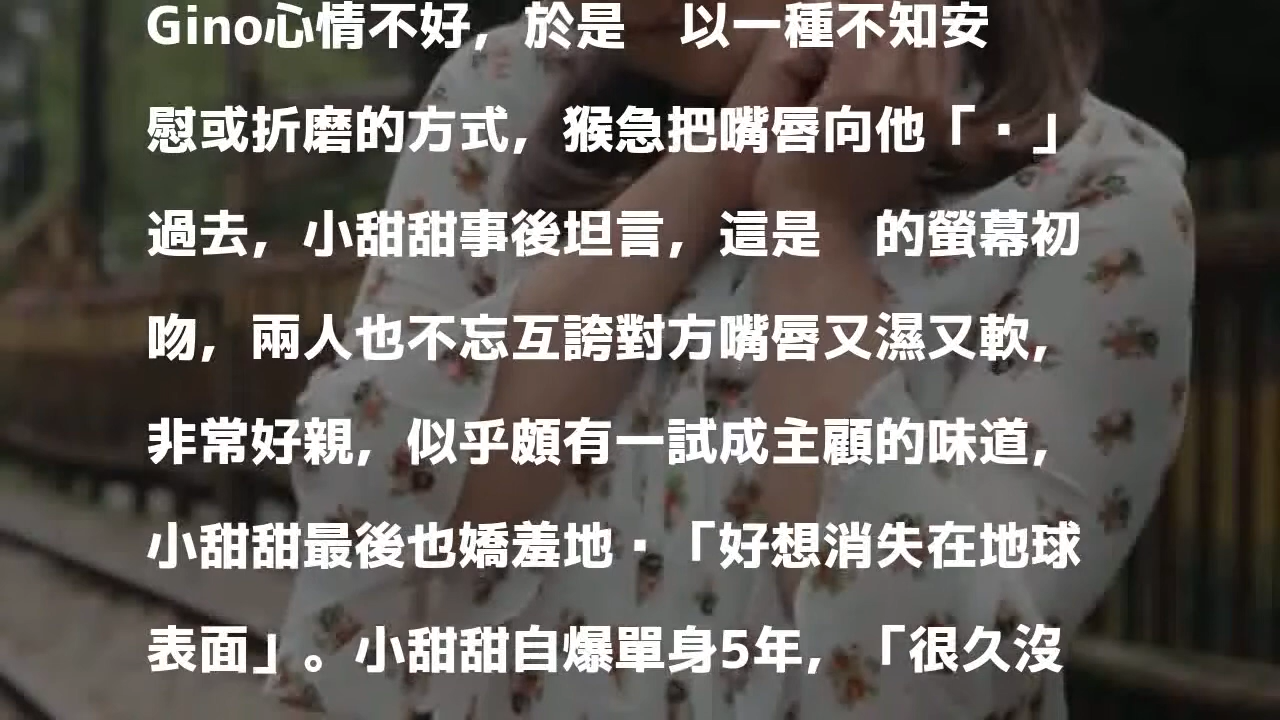 Gino心情不好，於是　以一種不知安
慰或折磨的方式，猴急把嘴唇向他「·」
過去，小甜甜事後坦言，這是　的螢幕初
吻，兩人也不忘互誇對方嘴唇又濕又軟，
非常好親，似乎頗有一試成主顧的味道，
小甜甜最後也嬌羞地·「好想消失在地球
表面」。小甜甜自爆單身5年，「很久沒